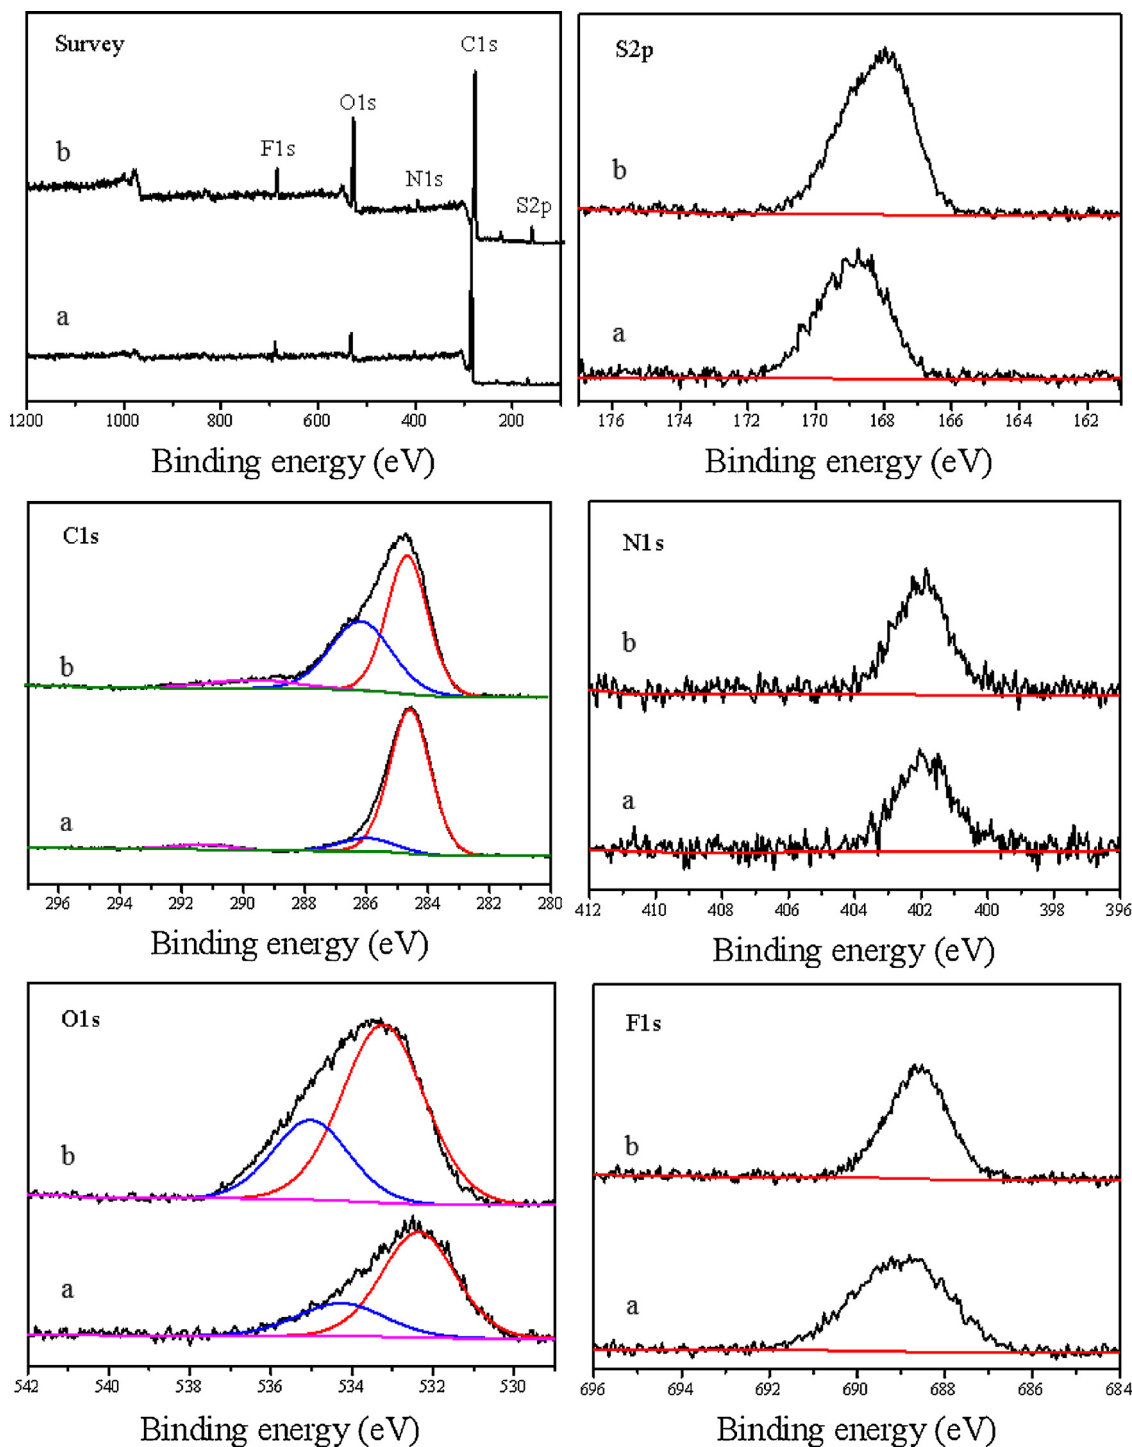 Survey
C1s
O1s
b
F1s
N1s
S2p
a
1200 1000 800 600 400 200
Binding energy (eV)
S2p
b
a
176 174 172 170 168 166 164 162
Binding energy (eV)
C1s
b
a
296 294 292 290 288 286 284 282 280
Binding energy (eV)
N1s
b
a
412 410 408 406 404 402 400 398 396
Binding energy (eV)
O1s
b
a
542 540 538 536 534 532 530
Binding energy (eV)
F1s
b
a
696 694 692 690 688 686 684
Binding energy (eV)